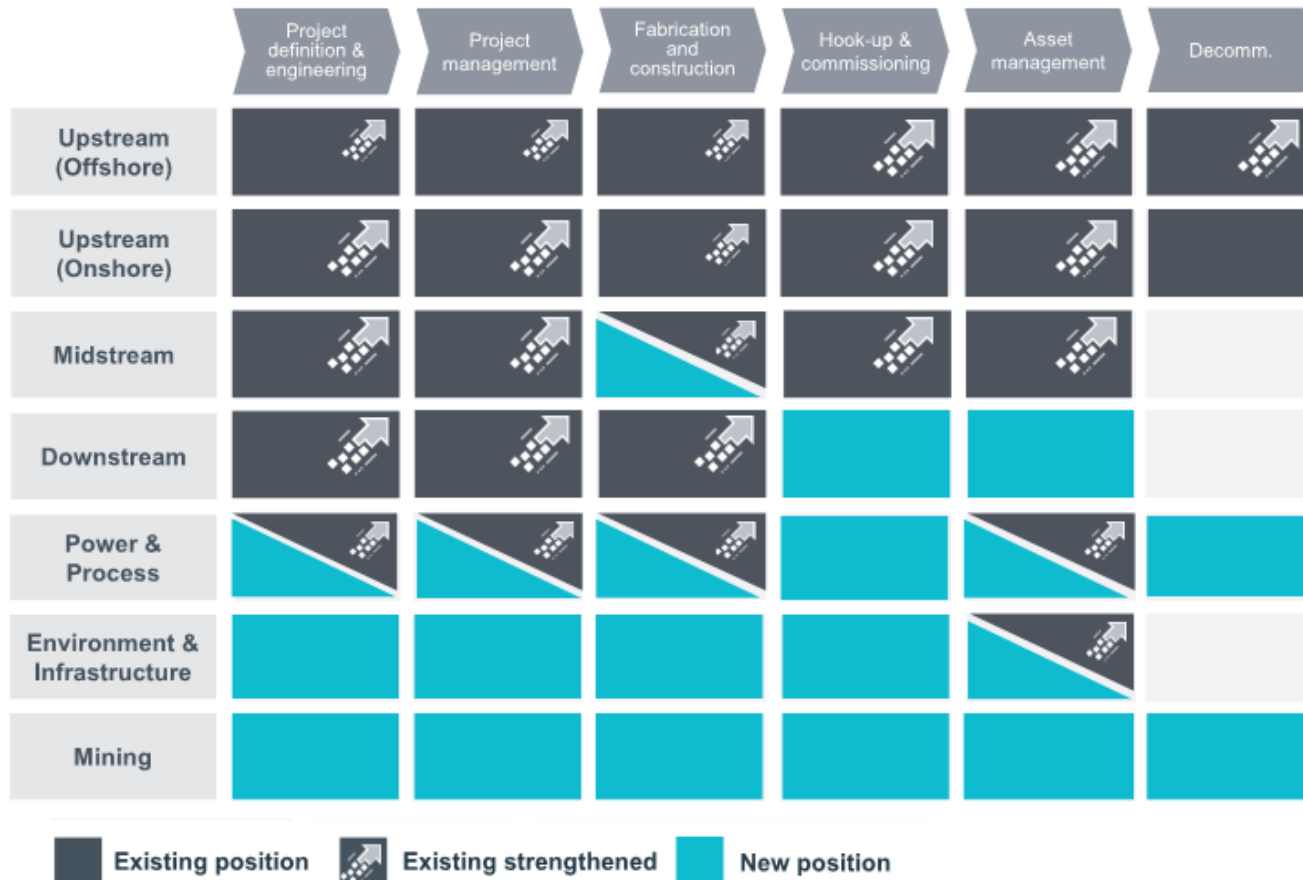 Project
definition &
engineering
Project
management
Fabrication
and
construction
Hook-up &
commissioning
Asset
management
Decomm.
Upstream
(Offshore)
Upstream
(Onshore)
Midstream
Downstream
Power &
Process
Environment &
Infrastructure
Mining
Existing position
Existing strengthened
New position